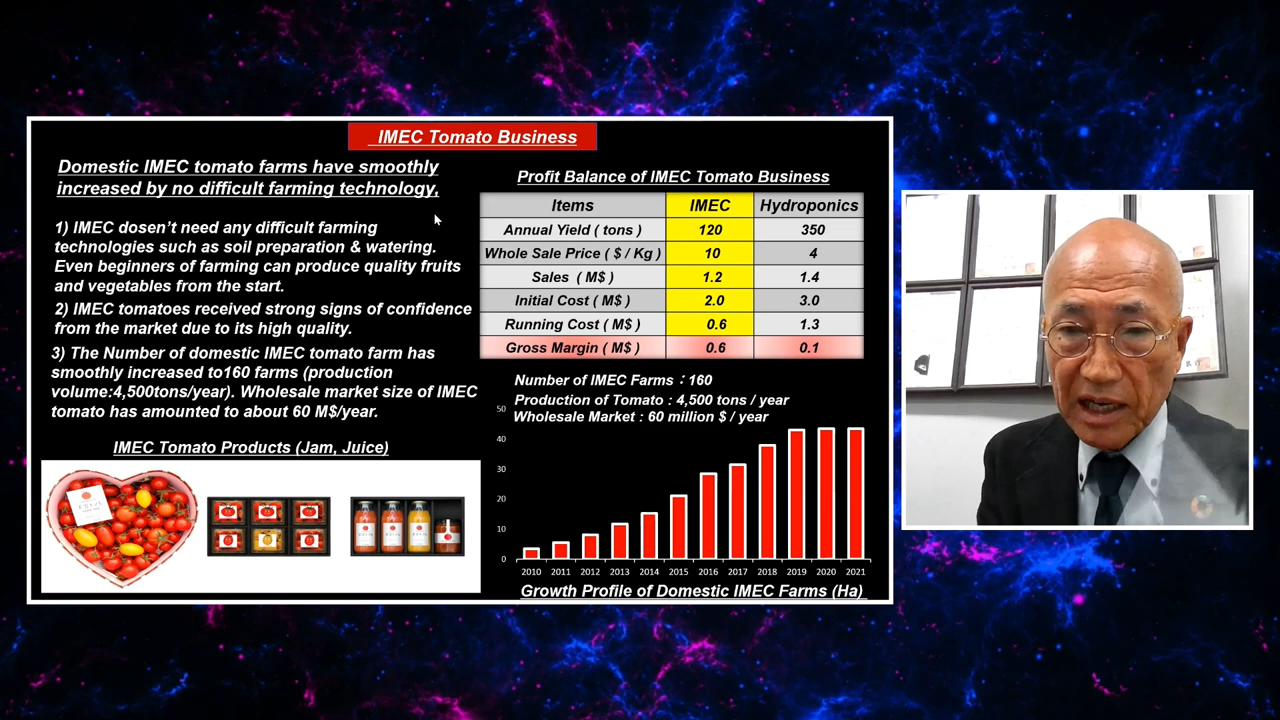 IMEC Tomato Business
Domestic IMEC tomato farms have smoothly
increased by no difficult farming technology,
1) IMEC dosen't need any difficult farming
technologies such as soil preparation & watering.
Even beginners of farming can produce quality fruits
and vegetables from the start.
2) IMEC tomatoes received strong signs of confidence
from the market due to its high quality.
3) The Number of domestic IMEC tomato farm has
smoothly increased to160 farms (production
volume:4,500tons/year). Wholesale market size of IMEC
tomato has amounted to about 60 M$/year.
IMEC Tomato Products (Jam, Juice)
Profit Balance of IMEC Tomato Business
Items IMEC Hydroponics
Annual Yield ( tons ) 120 350
Whole Sale Price ( $ / Kg ) 10 4
Sales ( M$ ) 1.2 1.4
Initial Cost ( M$ ) 2.0 3.0
Running Cost ( M$ ) 0.6 1.3
Gross Margin ( M$ ) 0.6 0.1
Number of IMEC Farms：160
Production of Tomato : 4,500 tons / year
Wholesale Market : 60 million $ / year
50
40
30
20
10
0
2010 2011 2012 2013 2014 2015 2016 2017 2018 2019 2020 2021
Growth Profile of Domestic IMEC Farms (Ha)